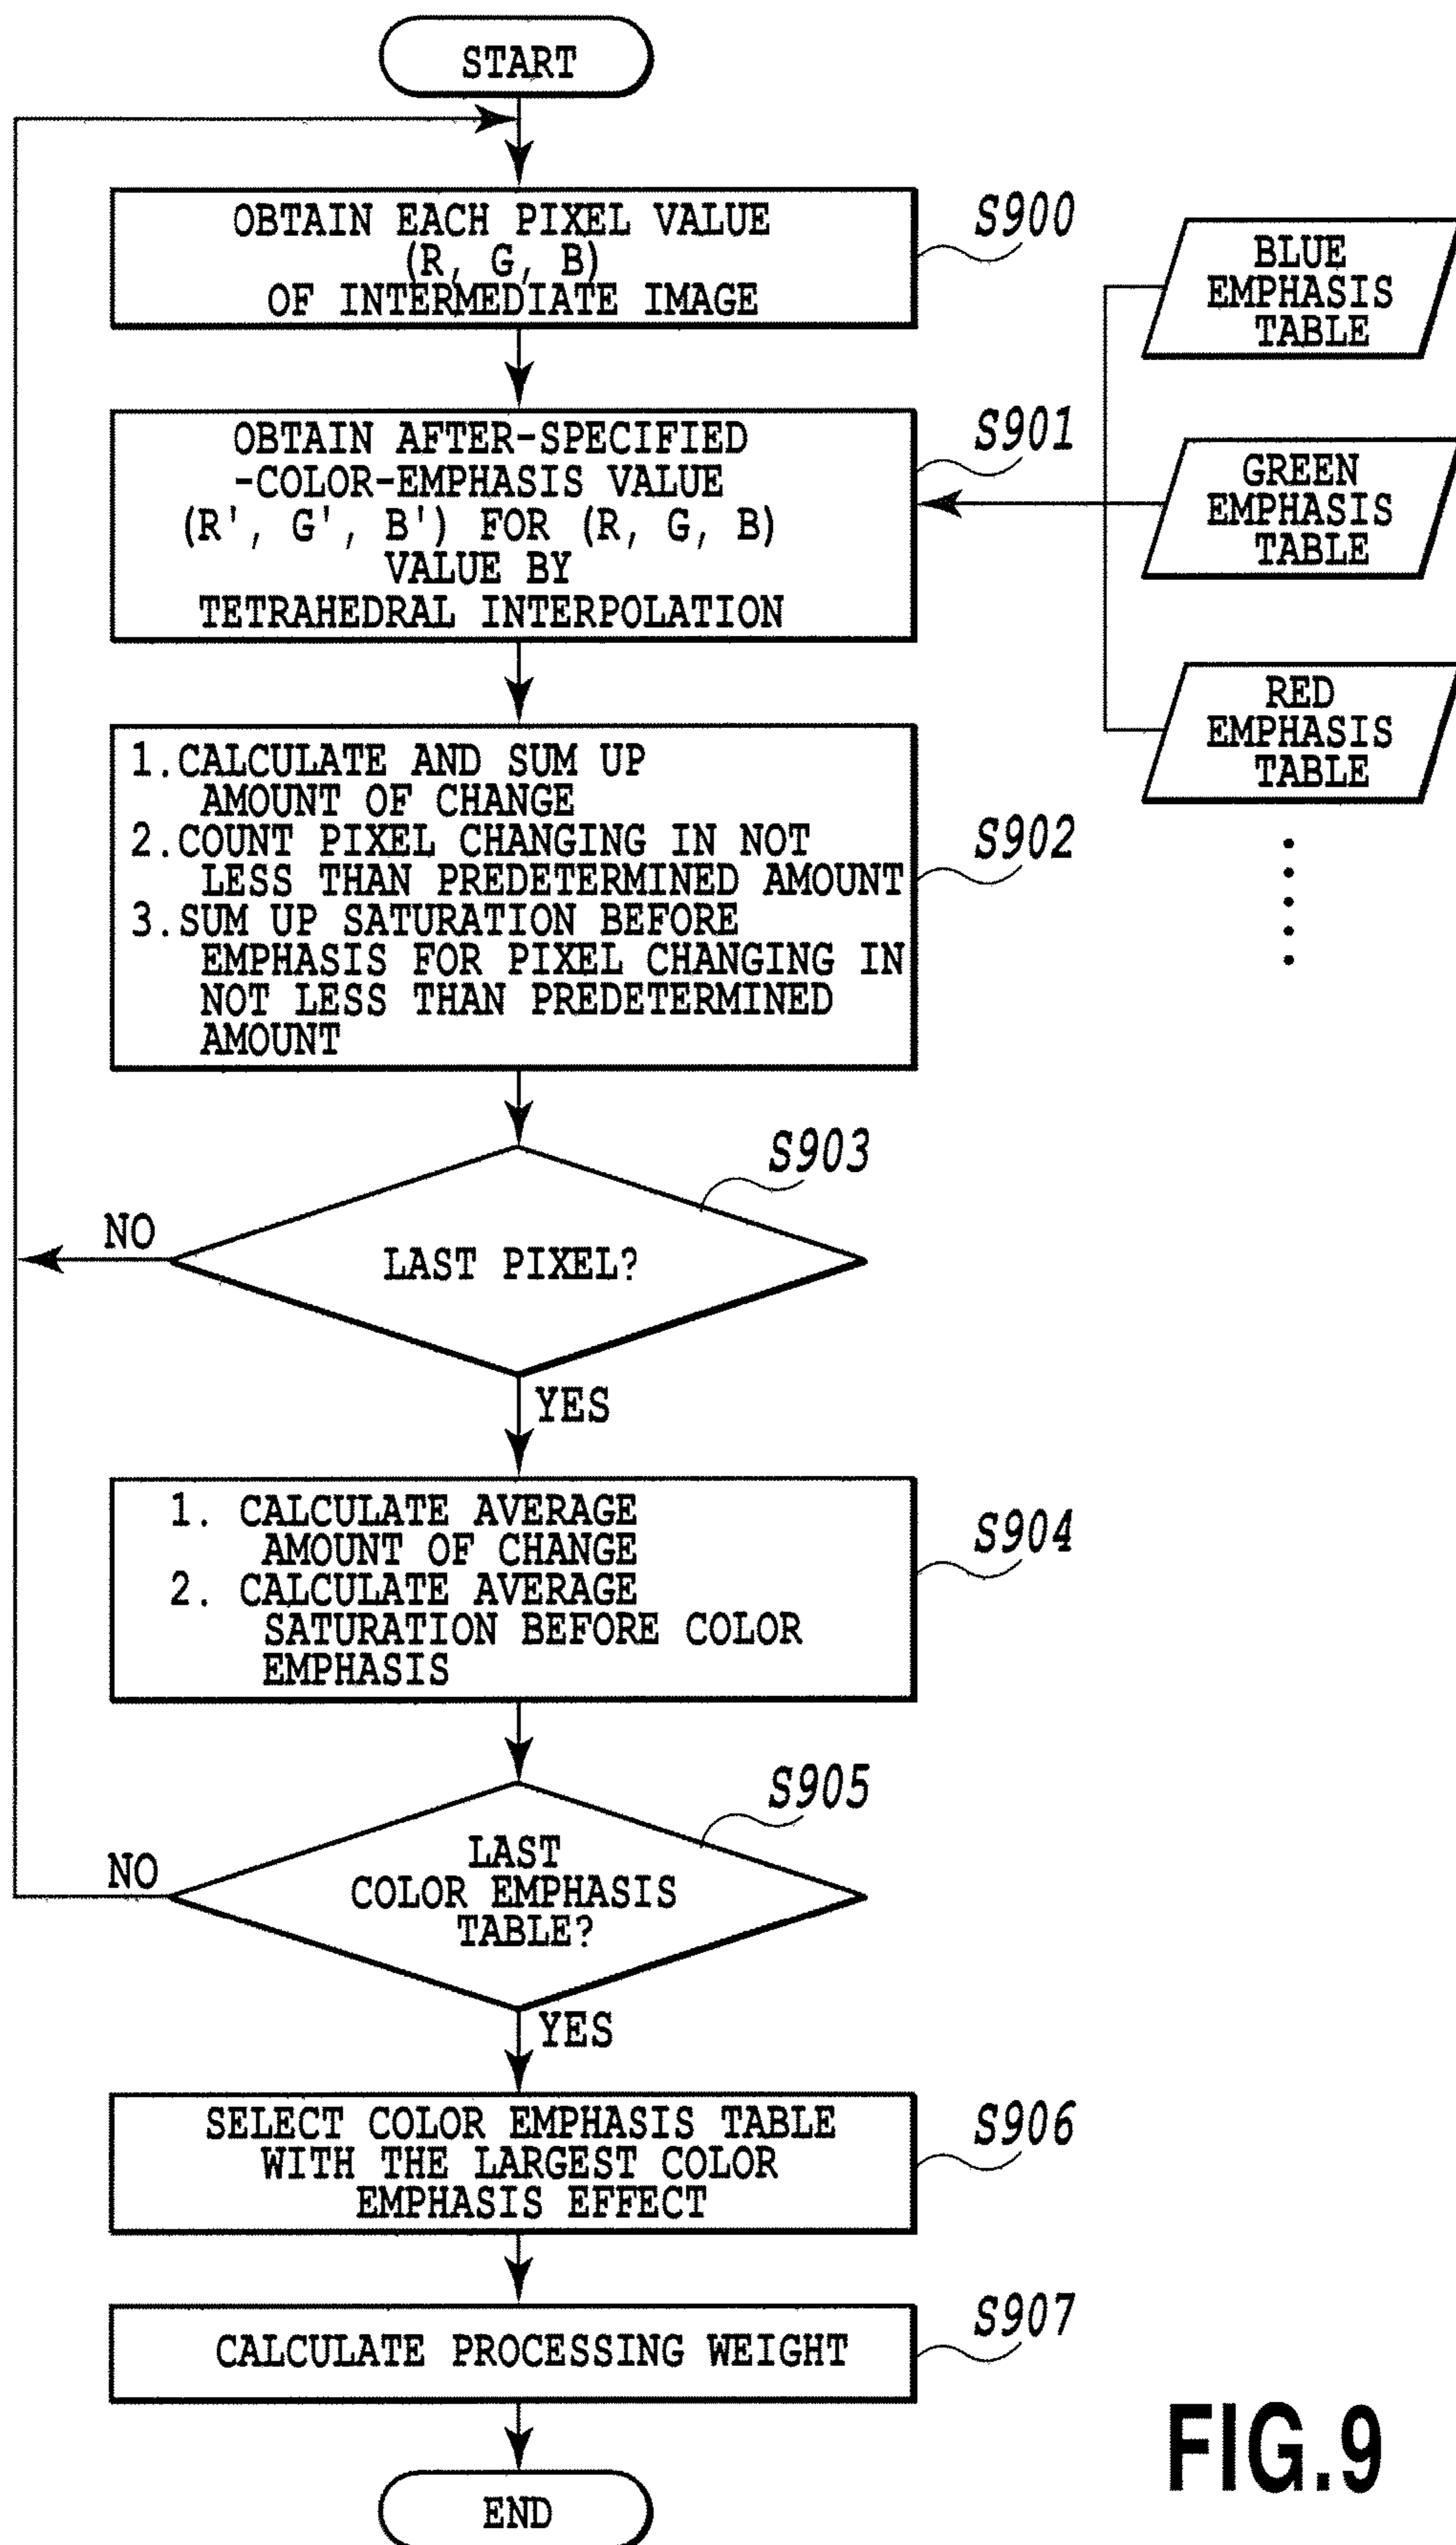 START
OBTAIN EACH PIXEL VALUE
(R, G, B)
OF INTERMEDIATE IMAGE
S900
BLUE
EMPHASIS
TABLE
OBTAIN AFTER-SPECIFIED
-COLOR-EMPHASIS VALUE
(R', G', B') FOR (R, G, B)
VALUE BY
TETRAHEDRAL INTERPOLATION
S901
GREEN
EMPHASIS
TABLE
RED
EMPHASIS
TABLE
1.CALCULATE AND SUM UP
AMOUNT OF CHANGE
2.COUNT PIXEL CHANGING IN NOT
LESS THAN PREDETERMINED AMOUNT
3.SUM UP SATURATION BEFORE
EMPHASIS FOR PIXEL CHANGING IN
NOT LESS THAN PREDETERMINED
AMOUNT
S902
S903
NO
LAST PIXEL?
YES
1. CALCULATE AVERAGE
AMOUNT OF CHANGE
2. CALCULATE AVERAGE
SATURATION BEFORE COLOR
EMPHASIS
S904
S905
NO
LAST
COLOR EMPHASIS
TABLE?
YES
SELECT COLOR EMPHASIS TABLE
WITH THE LARGEST COLOR
EMPHASIS EFFECT
S906
CALCULATE PROCESSING WEIGHT
S907
END
FIG.9